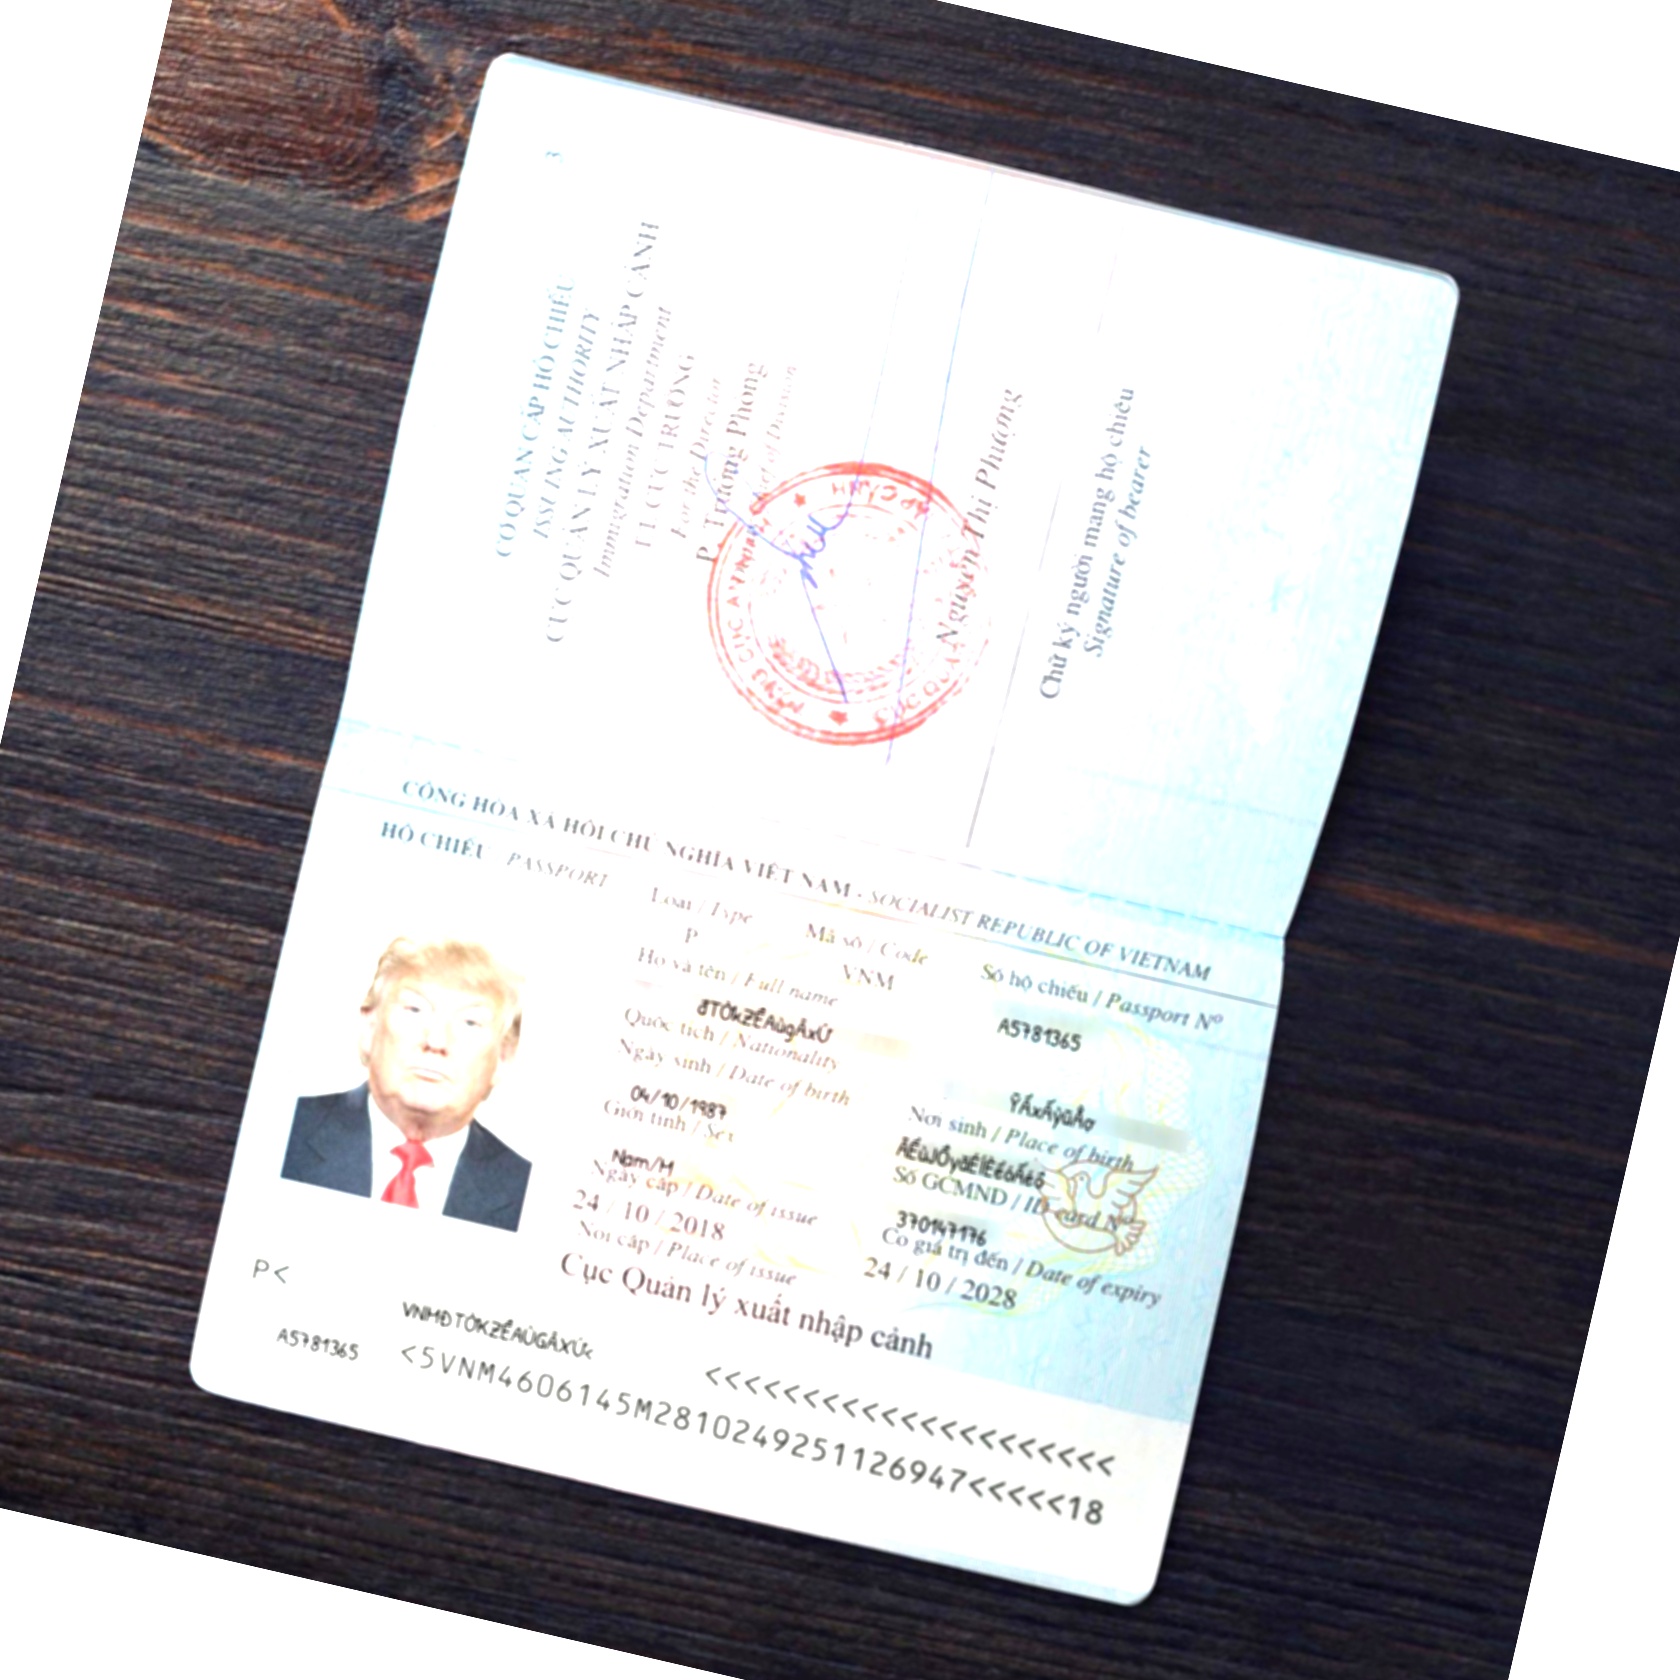 3
CƠ QUAN CẤP HỘ CHIẾU
ISSUING AUTHORITY
CỤC QUẢN LÝ XUẤT NHẬP CẢNH
Immigration Department
TL CỤC TRƯỞNG
For the Director
P. Trưởng Phòng
of Division
Nguyễn Thị Phương
Chữ ký người mang hộ chiếu
Signature of bearer
CỘNG HÒA XÃ HỘI CHỦ NGHĨA VIỆT NAM - SOCIALIST REPUBLIC OF VIETNAM
HỘ CHIẾU / PASSPORT
Loại / Type
Mã số / Code
Số hộ chiếu / Passport Nº
P
VNM
A5781365
Họ và tên / Full name
Quốc tịch / Nationality
Ngày sinh / Date of birth
Nơi sinh / Place of birth
04/10/1987
Giới tính / Sex
Số GCMND / ID card Nº
Nam/M
370147176
Ngày cấp / Date of issue
Có giá trị đến / Date of expiry
24 / 10 / 2018
24 / 10 / 2028
Nơi cấp / Place of issue
Cục Quản lý xuất nhập cảnh
P<
<<<<<<<<<<<<<<<<<<<<<
A5781365 <5VNM4606145M2810249251126947<<<<<18